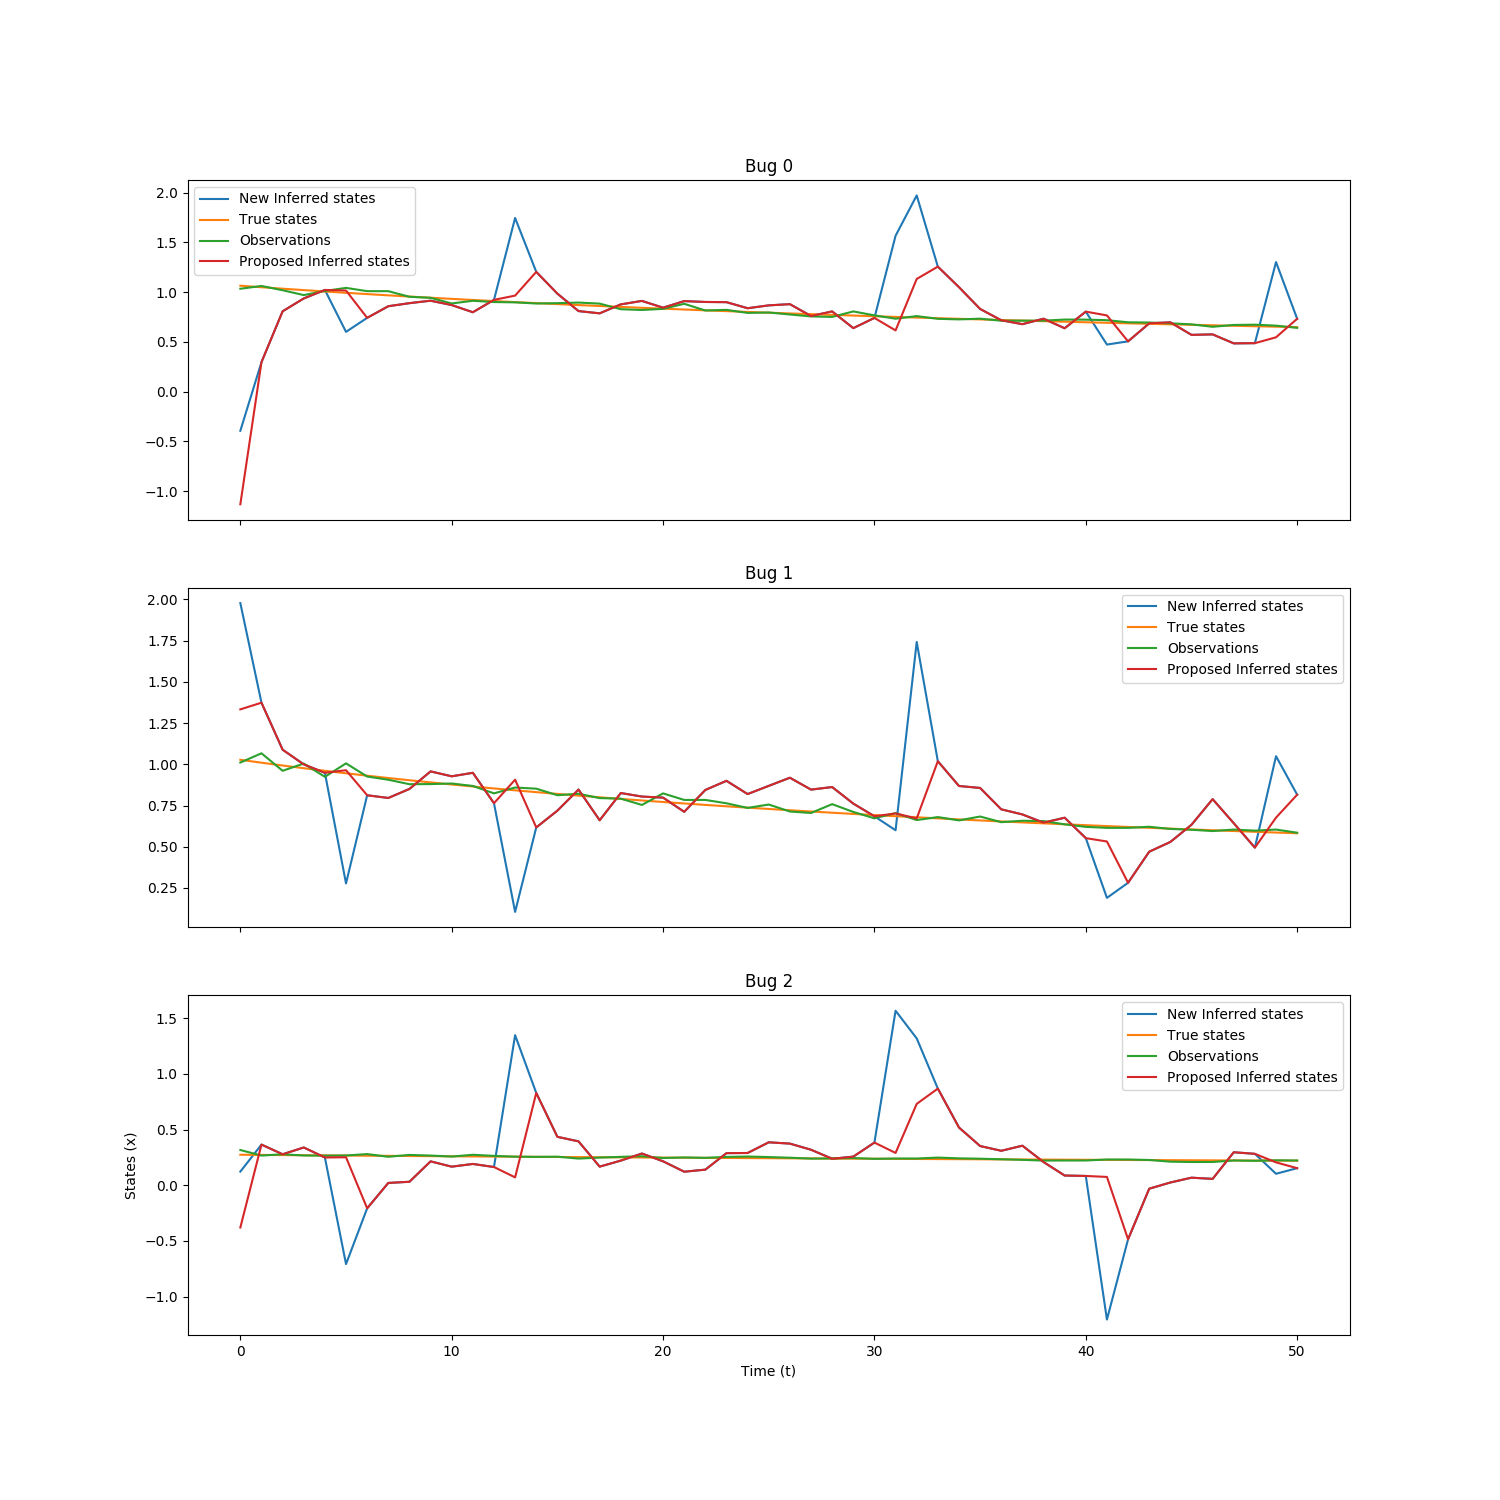 Bug 0
2.0
1.5
1.0
0.5
0.0
−0.5
−1.0
New Inferred states
True states
Observations
Proposed Inferred states
Bug 1
2.00
1.75
1.50
1.25
1.00
0.75
0.50
0.25
New Inferred states
True states
Observations
Proposed Inferred states
Bug 2
States (x)
1.5
1.0
0.5
0.0
−0.5
−1.0
New Inferred states
True states
Observations
Proposed Inferred states
0 10 20 30 40 50
Time (t)